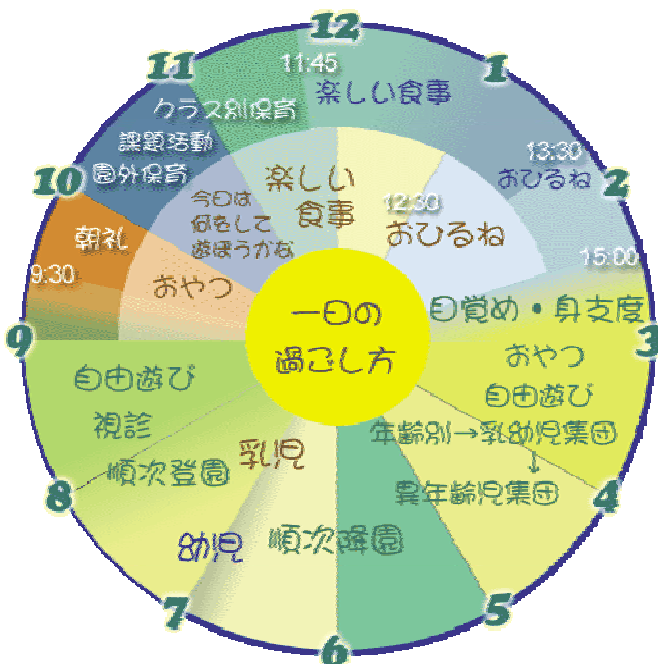 12
11
1
11:45
楽しい食事
クラス別保育
課題活動
園外保育
13:30
おひるね
10
2
今日は
何をして
遊ぼうかな
楽しい
食事
12:30
おひるね
朝礼
9:30
15:00
おやつ
一日の
過ごし方
目覚め・身支度
9
3
自由遊び
視診
順次登園
おやつ
自由遊び
年齢別→乳幼児集団
↓
異年齢児集団
乳児
8
4
幼児
順次降園
7
5
6